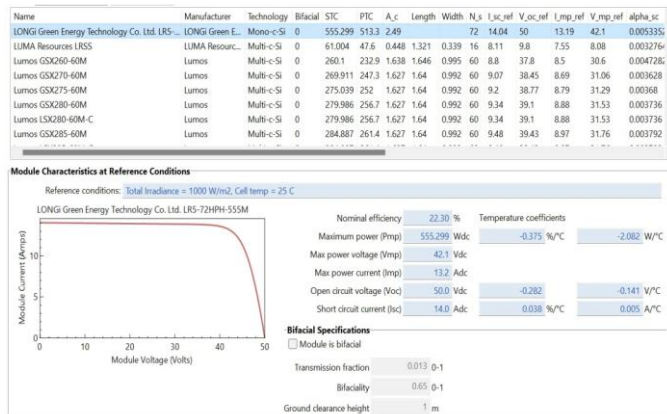 Name Manufacturer Technology Bifacial STC PTC A_c Length Width N_s I_sc_ref V_oc_ref I_mp_ref V_mp_ref alpha_sc
LONGi Green Energy Technology Co. Ltd. LR5-... LONGi Green E... Mono-c-Si 0 555.299 513.3 2.49 72 14.04 50 13.19 42.1 0.0053352
LUMA Resources LRSS LUMA Resourc... Multi-c-Si 0 61.004 47.6 0.448 1.321 0.339 16 8.11 9.8 7.55 8.08 0.0032764
Lumos GSX260-60M Lumos Multi-c-Si 0 260.1 232.9 1.638 1.646 0.995 60 8.8 37.8 8.5 30.6 0.0047282
Lumos GSX270-60M Lumos Multi-c-Si 0 269.911 247.3 1.627 1.64 0.992 60 9.07 38.45 8.69 31.06 0.003628
Lumos GSX275-60M Lumos Multi-c-Si 0 275.039 252 1.627 1.64 0.992 60 9.2 38.77 8.79 31.29 0.00368
Lumos GSX280-60M Lumos Multi-c-Si 0 279.986 256.7 1.627 1.64 0.992 60 9.34 39.1 8.88 31.53 0.003736
Lumos LSX280-60M-C Lumos Multi-c-Si 0 279.986 256.7 1.627 1.64 0.992 60 9.34 39.1 8.88 31.53 0.003736
Lumos GSX285-60M Lumos Multi-c-Si 0 284.887 261.4 1.627 1.64 0.992 60 9.48 39.43 8.97 31.76 0.003792
Module Characteristics at Reference Conditions
Reference conditions: Total Irradiance = 1000 W/m2, Cell temp = 25 C
LONGi Green Energy Technology Co. Ltd. LR5-72HPH-555M
Module Current (Amps)
10
5
0
0 10 20 30 40 50
Module Voltage (Volts)
Nominal efficiency 22.30 % Temperature coefficients
Maximum power (Pmp) 555.299 Wdc -0.375 %/°C -2.082 W/°C
Max power voltage (Vmp) 42.1 Vdc
Max power current (Imp) 13.2 Adc
Open circuit voltage (Voc) 50.0 Vdc -0.282 -0.141 V/°C
Short circuit current (Isc) 14.0 Adc 0.038 %/°C 0.005 A/°C
Bifacial Specifications
Module is bifacial
Transmission fraction 0.013 0-1
Bifaciality 0.65 0-1
Ground clearance height 1 m